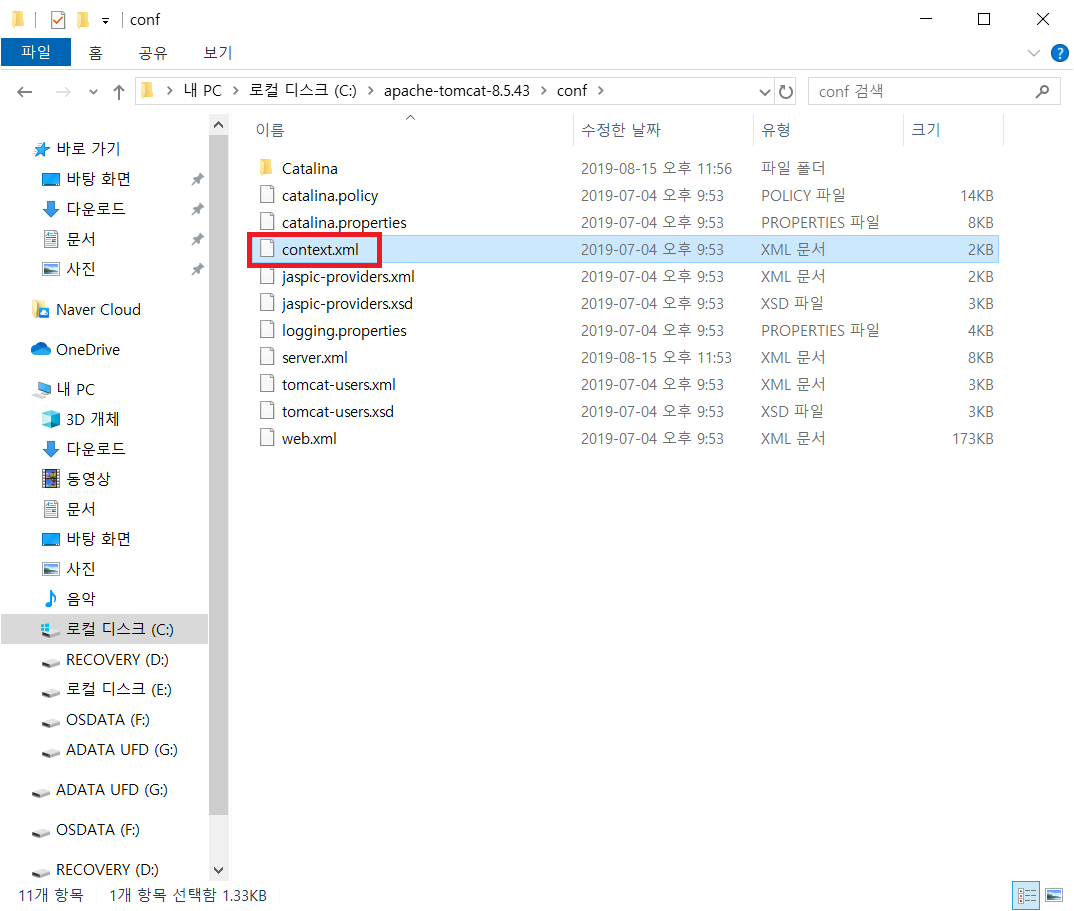 conf
파일 홈 공유 보기
내 PC 로컬 디스크 (C:) apache-tomcat-8.5.43 conf
conf 검색
바로 가기
바탕 화면
다운로드
문서
사진
Naver Cloud
OneDrive
내 PC
3D 개체
다운로드
동영상
문서
바탕 화면
사진
음악
로컬 디스크 (C:)
RECOVERY (D:)
로컬 디스크 (E:)
OSDATA (F:)
ADATA UFD (G:)
ADATA UFD (G:)
OSDATA (F:)
RECOVERY (D:)
이름 수정한 날짜 유형 크기
Catalina 2019-08-15 오후 11:56 파일 폴더
catalina.policy 2019-07-04 오후 9:53 POLICY 파일 14KB
catalina.properties 2019-07-04 오후 9:53 PROPERTIES 파일 8KB
context.xml 2019-07-04 오후 9:53 XML 문서 2KB
jaspic-providers.xml 2019-07-04 오후 9:53 XML 문서 2KB
jaspic-providers.xsd 2019-07-04 오후 9:53 XSD 파일 3KB
logging.properties 2019-07-04 오후 9:53 PROPERTIES 파일 4KB
server.xml 2019-08-15 오후 11:53 XML 문서 8KB
tomcat-users.xml 2019-07-04 오후 9:53 XML 문서 3KB
tomcat-users.xsd 2019-07-04 오후 9:53 XSD 파일 3KB
web.xml 2019-07-04 오후 9:53 XML 문서 173KB
11개 항목 1개 항목 선택함 1.33KB